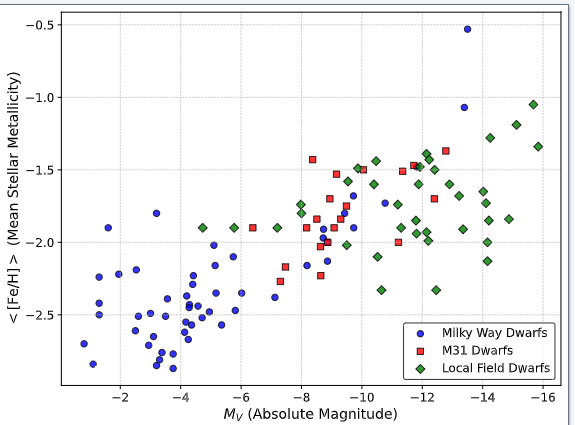 −0.5
−1.0
−1.5
−2.0
−2.5
< [Fe/H] > (Mean Stellar Metallicity)
−2
−4
−6
−8
−10
−12
−14
−16
M_V (Absolute Magnitude)
Milky Way Dwarfs
M31 Dwarfs
Local Field Dwarfs